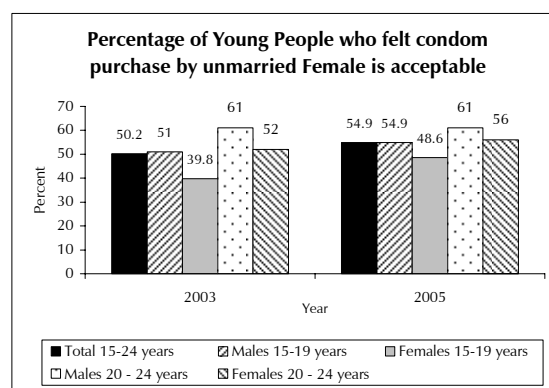 Percentage of Young People who felt condom
purchase by unmarried Female is acceptable
70
60
50
40
30
20
10
0
Percent
50.2
51
39.8
61
52
54.9
54.9
48.6
61
56
2003
2005
Year
Total 15-24 years
Males 15-19 years
Females 15-19 years
Males 20 - 24 years
Females 20 - 24 years